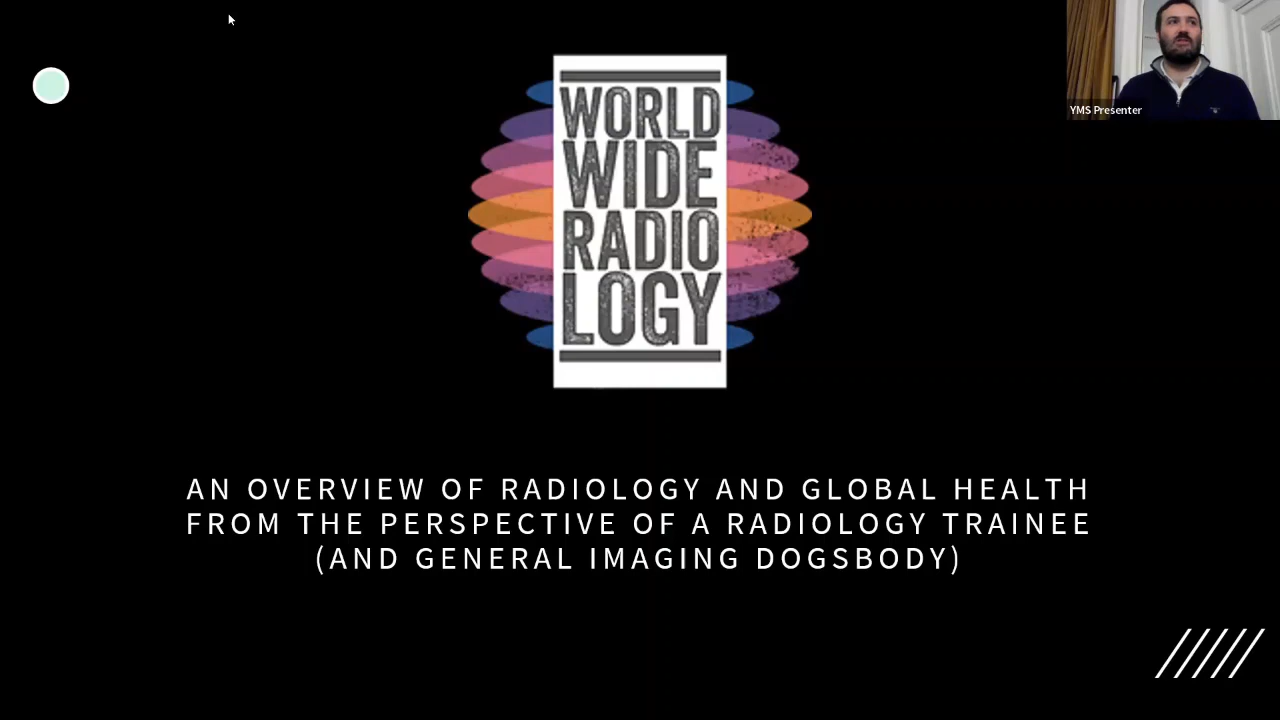 WORLD
WIDE
RADIO
LOGY
YMS Presenter
AN OVERVIEW OF RADIOLOGY AND GLOBAL HEALTH
FROM THE PERSPECTIVE OF A RADIOLOGY TRAINEE
(AND GENERAL IMAGING DOGSBODY)